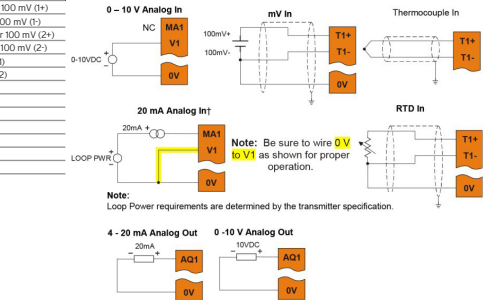 100 mV (1+)
00 mV (1-)
r 100 mV (2+)
100 mV (2-)
)
2)
0 – 10 V Analog In
NC MA1
V1
0-10VDC + -
0V
mV In
100mV+
100mV-
T1+
T1-
0V
Thermocouple In
T1+
T1-
20 mA Analog In†
20mA +
MA1
V1
LOOP PWR + -
0V
Note: Be sure to wire 0 V
to V1 as shown for proper
operation.
RTD In
T1+
T1-
0V
Note:
Loop Power requirements are determined by the transmitter specification.
4 - 20 mA Analog Out
20mA
- +
AQ1
0V
0 -10 V Analog Out
10VDC
- +
AQ1
0V